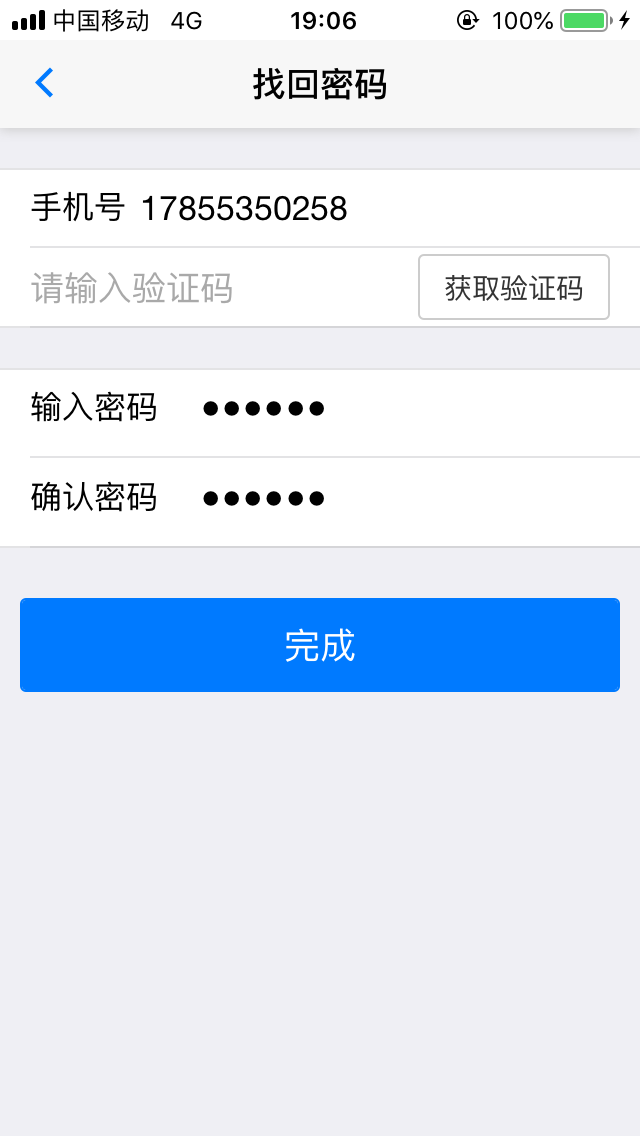 中国移动 4G 19:06 100%
找回密码
手机号 17855350258
请输入验证码 获取验证码
输入密码 ••••••
确认密码 ••••••
完成